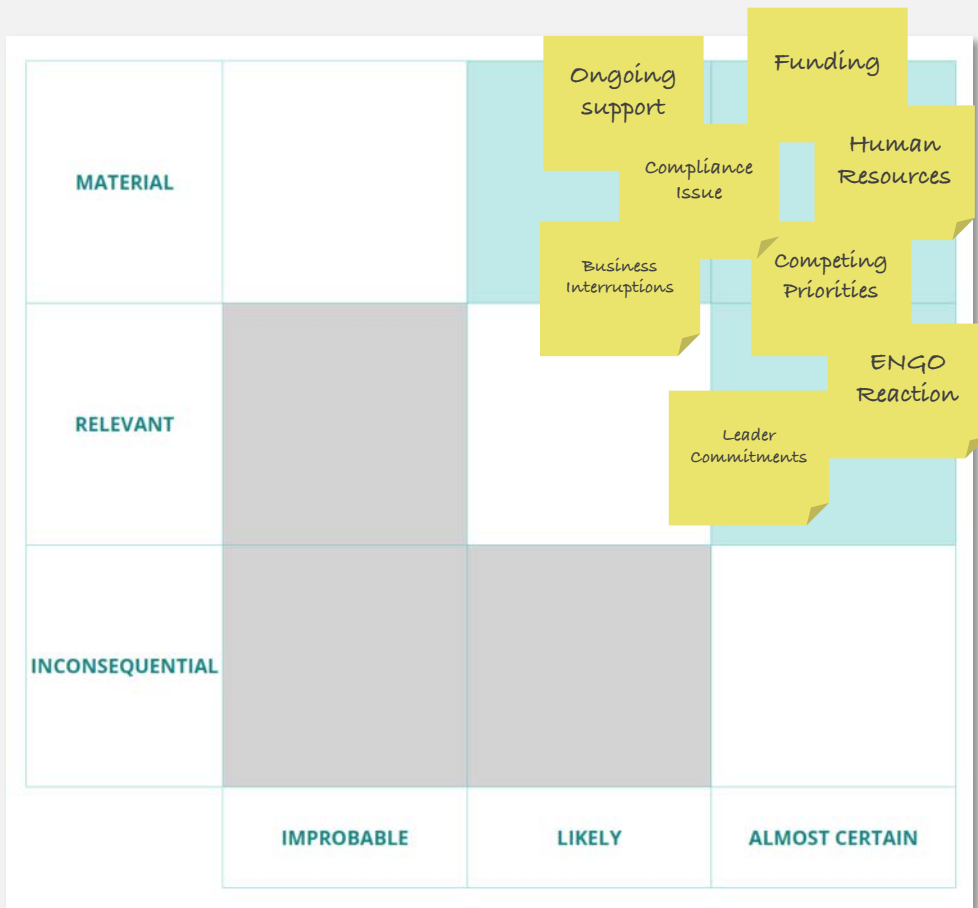 Ongoing
support
Funding
Human
Resources
Compliance
Issue
MATERIAL
Business
Interruptions
Competing
Priorities
ENGO
Reaction
RELEVANT
Leader
Commitments
INCONSEQUENTIAL
IMPROBABLE
LIKELY
ALMOST CERTAIN